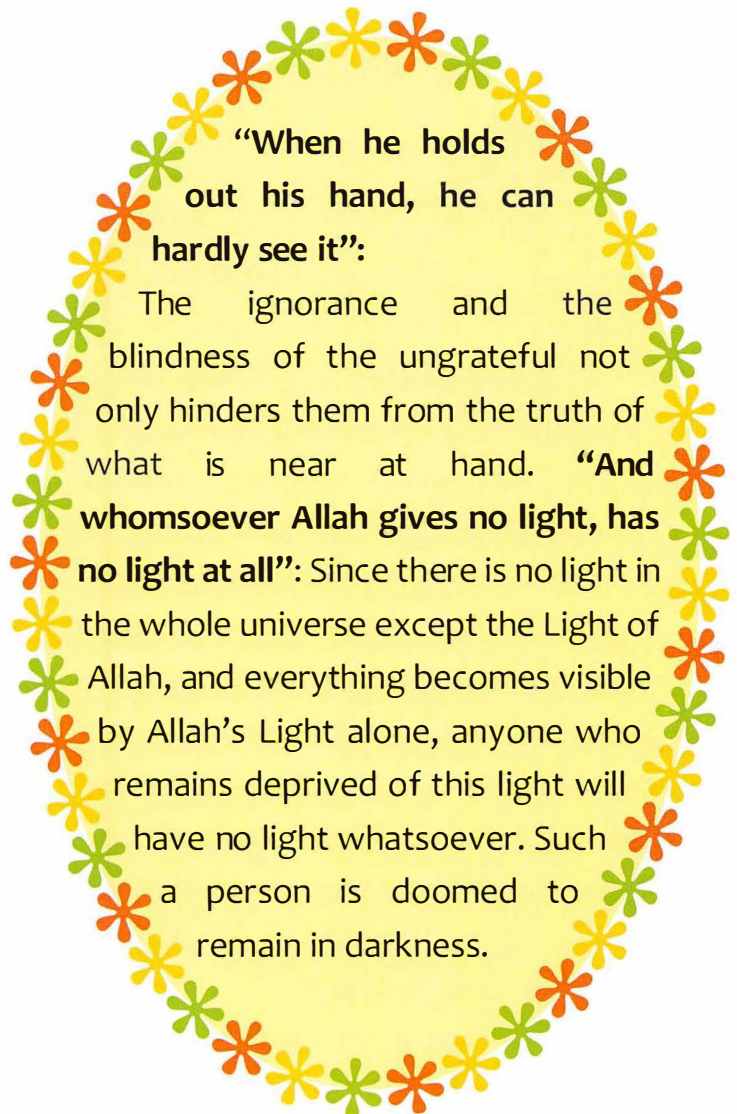 “When he holds
out his hand, he can
hardly see it”:
The ignorance and the
blindness of the ungrateful not
only hinders them from the truth of
what is near at hand. “And
whomsoever Allah gives no light, has
no light at all”: Since there is no light in
the whole universe except the Light of
Allah, and everything becomes visible
by Allah’s Light alone, anyone who
remains deprived of this light will
have no light whatsoever. Such
a person is doomed to
remain in darkness.